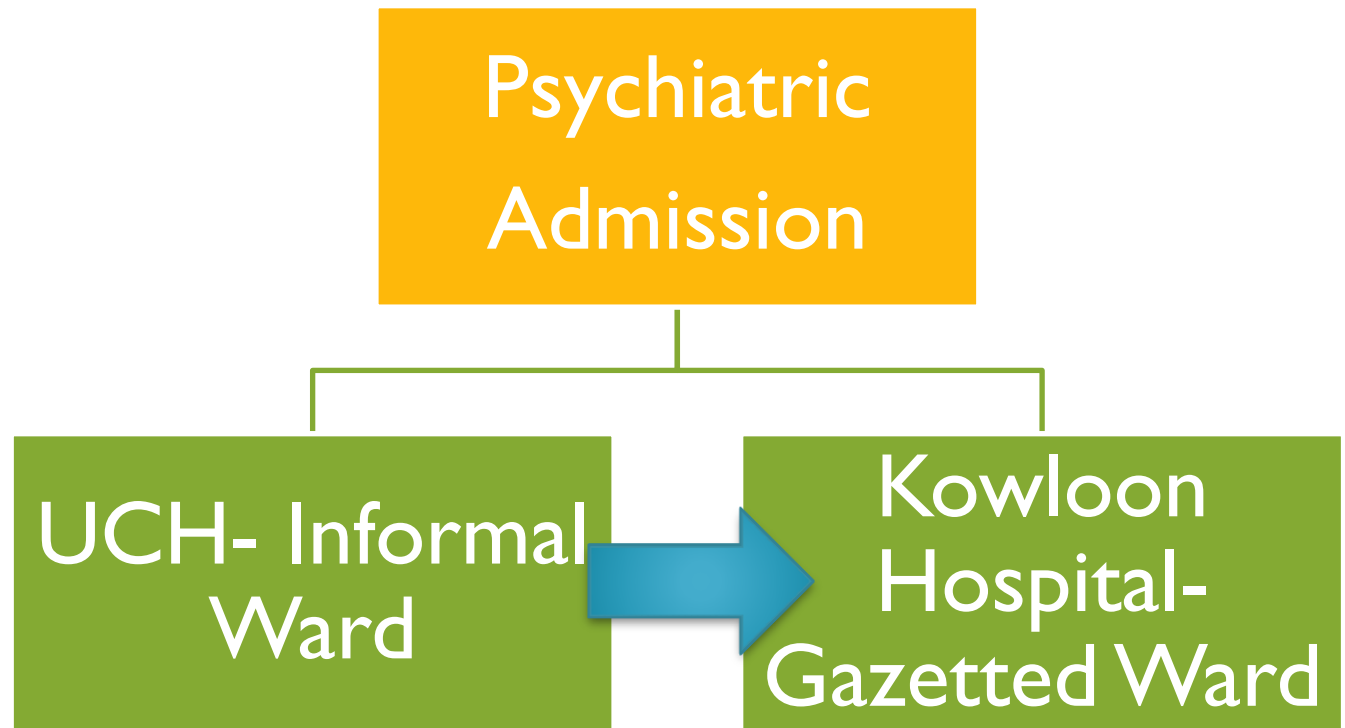 Psychiatric
Admission
UCH- Informal
Ward
Kowloon
Hospital-
Gazetted Ward